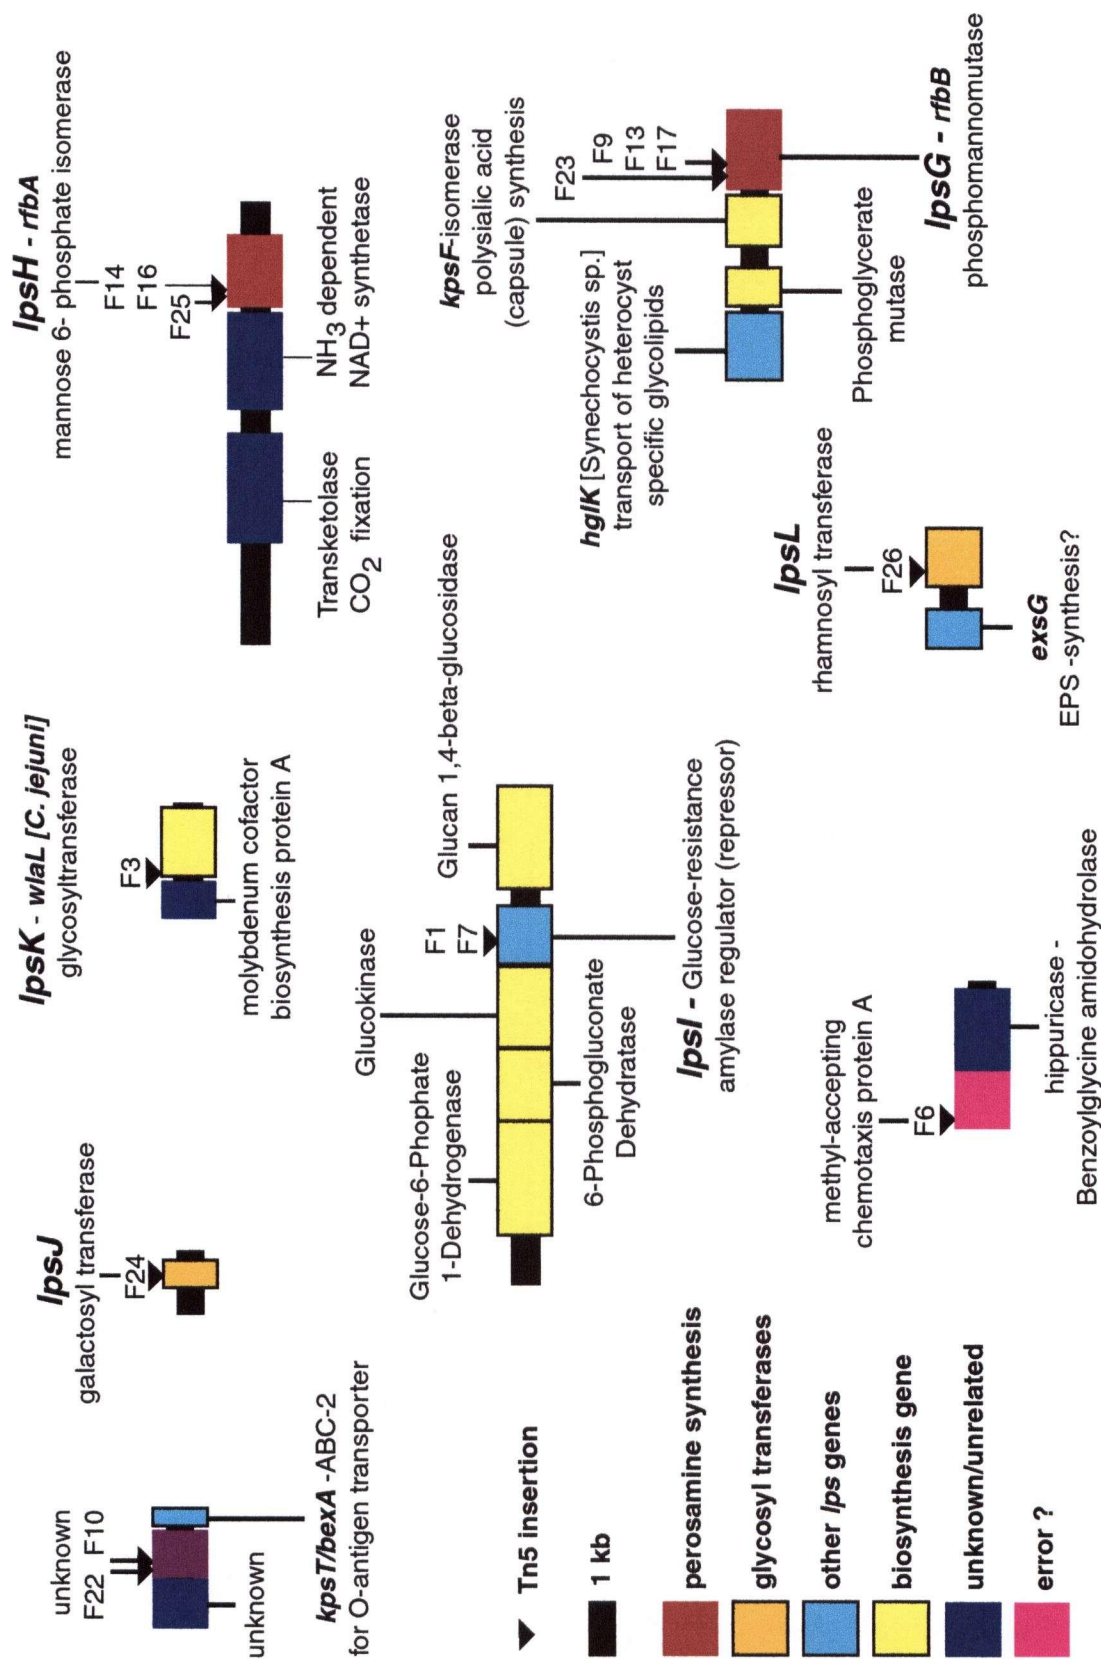 unknown
F22 F10
unknown
kpsT/bexA -ABC-2
for O-antigen transporter
lpsJ
galactosyl transferase
F24
lpsK - wlaL [C. jejuni]
glycosyltransferase
F3
molybdenum cofactor
biosynthesis protein A
lpsH - rfbA
mannose 6- phosphate isomerase
F14
F16
F25
Transketolase
CO2 fixation
NH3 dependent
NAD+ synthetase
Glucose-6-Phophate
1-Dehydrogenase
Glucokinase
F1
F7
Glucan 1,4-beta-glucosidase
6-Phosphogluconate
Dehydratase
lpsI - Glucose-resistance
amylase regulator (repressor)
kpsF-isomerase
polysialic acid
(capsule) synthesis
F23
F9
F13
F17
hglK [Synechocystis sp.]
transport of heterocyst
specific glycolipids
Phosphoglycerate
mutase
lpsG - rfbB
phosphomannomutase
methyl-accepting
chemotaxis protein A
F6
hippuricase -
Benzoylglycine amidohydrolase
lpsL
rhamnosyl transferase
F26
exsG
EPS -synthesis?
Tn5 insertion
1 kb
perosamine synthesis
glycosyl transferases
other lps genes
biosynthesis gene
unknown/unrelated
error ?